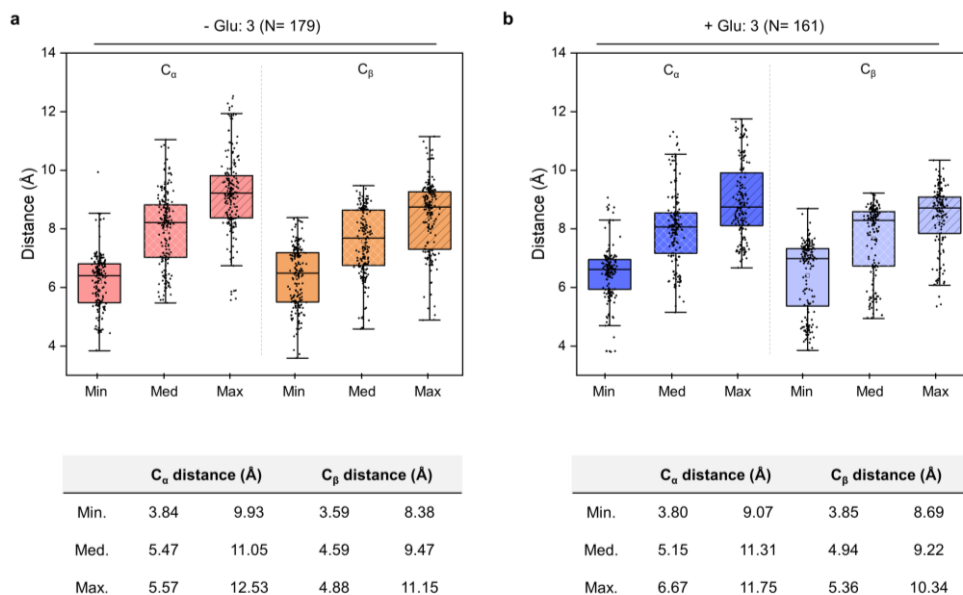 a
- Glu: 3 (N= 179)
Cα
Cβ
Distance (Å)
14
12
10
8
6
4
Min
Med
Max
Min
Med
Max
b
+ Glu: 3 (N= 161)
Cα
Cβ
Distance (Å)
14
12
10
8
6
4
Min
Med
Max
Min
Med
Max
Cα distance (Å) Cβ distance (Å)
Min. 3.84 9.93 3.59 8.38
Med. 5.47 11.05 4.59 9.47
Max. 5.57 12.53 4.88 11.15
Cα distance (Å) Cβ distance (Å)
Min. 3.80 9.07 3.85 8.69
Med. 5.15 11.31 4.94 9.22
Max. 6.67 11.75 5.36 10.34